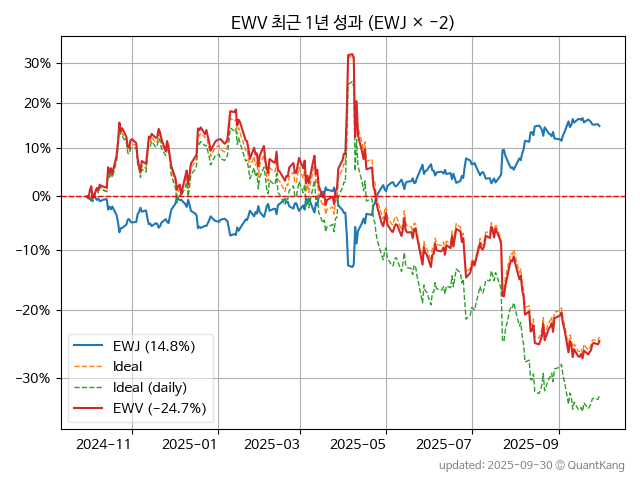 EWV 최근 1년 성과 (EWJ × −2)
30%
20%
10%
0%
−10%
−20%
−30%
EWJ (14.8%)
Ideal
Ideal (daily)
EWV (−24.7%)
2024−11
2025−01
2025−03
2025−05
2025−07
2025−09
updated: 2025-09-30 © QuantKang